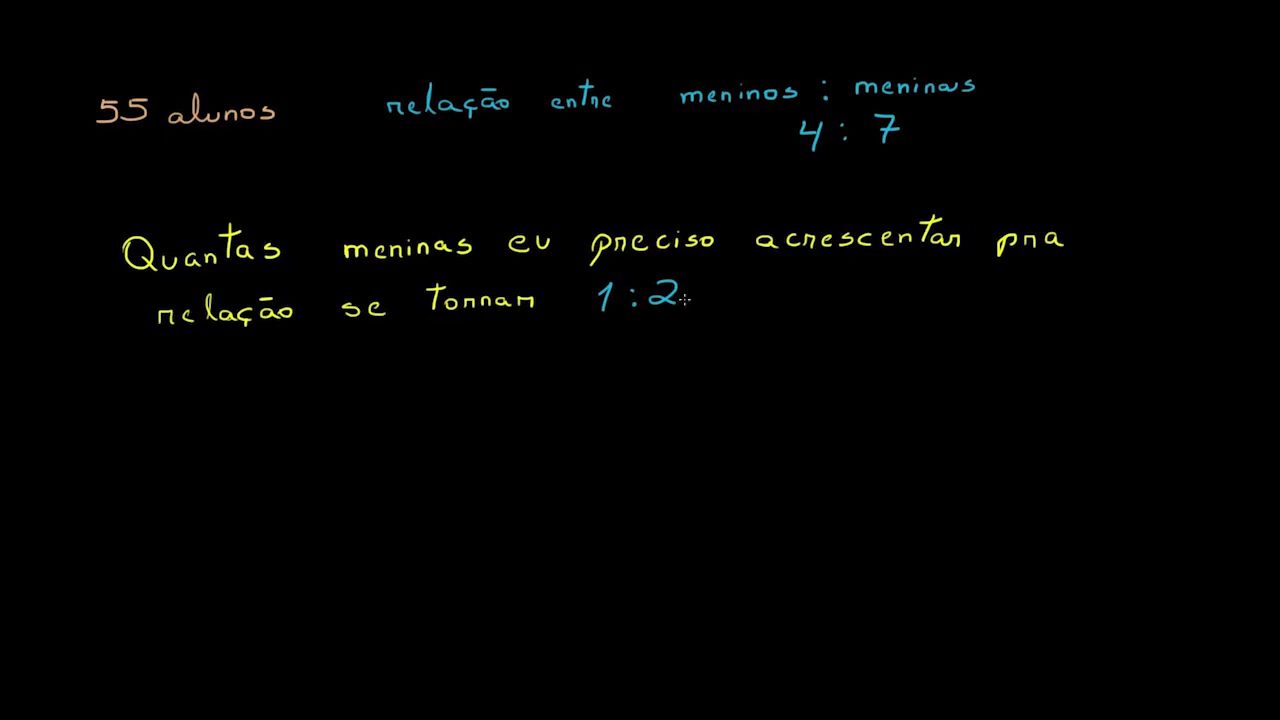 55 alunos relação entre meninos : meninas
4 : 7
Quantas meninas eu preciso acrescentar pra
relação se tornar 1 : 2